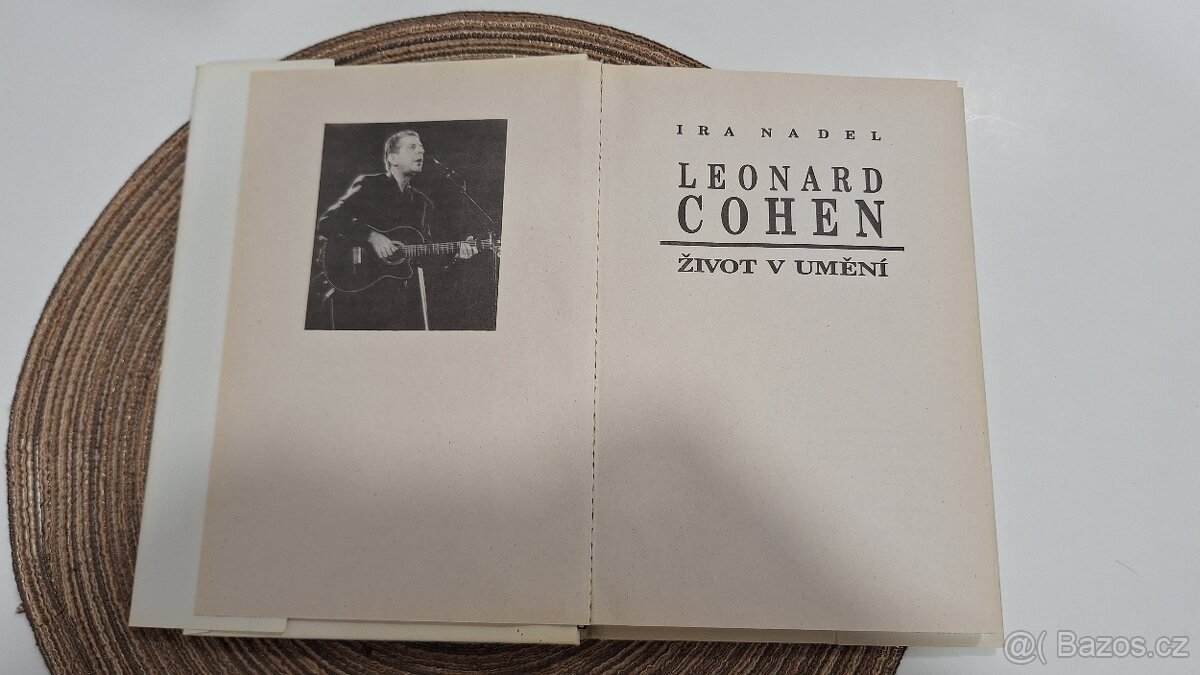 IRA NADEL
LEONARD
COHEN
ŽIVOT V UMĚNÍ
@( Bazos.cz